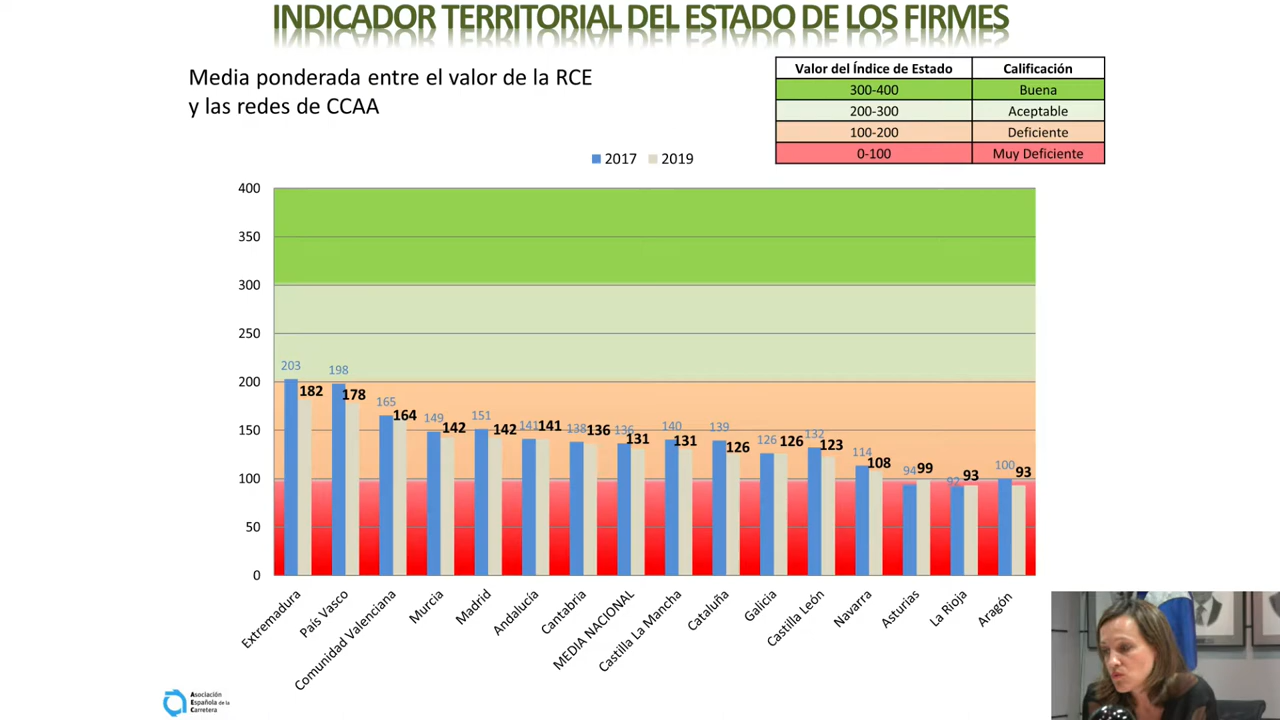 INDICADOR TERRITORIAL DEL ESTADO DE LOS FIRMES
Media ponderada entre el valor de la RCE
y las redes de CCAA
Valor del Índice de Estado Calificación
300-400 Buena
200-300 Aceptable
100-200 Deficiente
0-100 Muy Deficiente
2017 2019
400
350
300
250
200
150
100
50
0
203 182 198 178 165 164 149 142 151 142 141 141 138 136 136 131 140 131 139 126 126 126 132 123 114 108 94 99 92 93 100 93
Extremadura
País Vasco
Comunidad Valenciana
Murcia
Madrid
Andalucía
Cantabria
MEDIA NACIONAL
Castilla La Mancha
Cataluña
Galicia
Castilla León
Navarra
Asturias
La Rioja
Aragón
Asociación
Española de la
Carretera